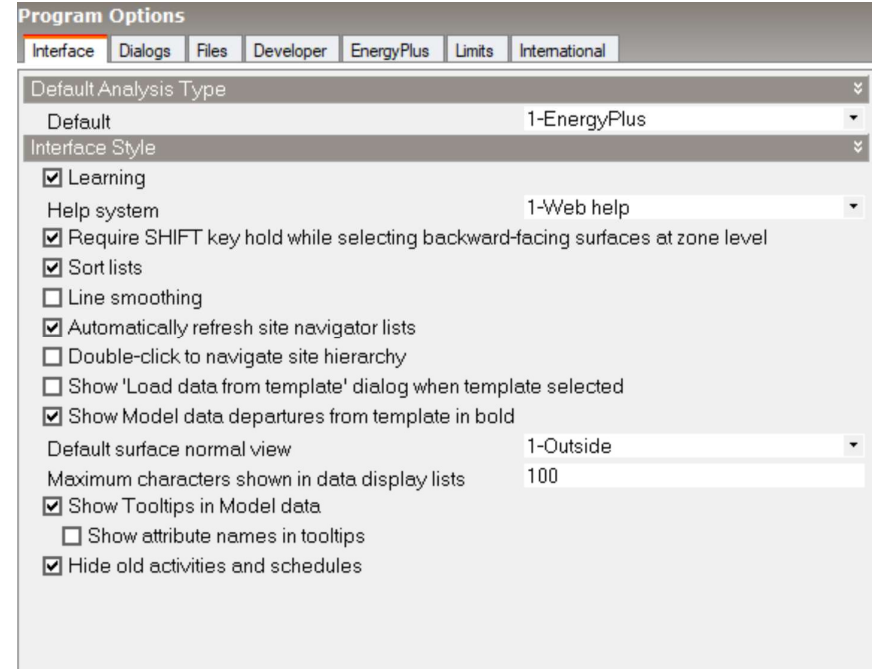 Program Options
Interface Dialogs Files Developer EnergyPlus Limits International
Default Analysis Type
Default 1-EnergyPlus
Interface Style
Learning
Help system 1-Web help
Require SHIFT key hold while selecting backward-facing surfaces at zone level
Sort lists
Line smoothing
Automatically refresh site navigator lists
Double-click to navigate site hierarchy
Show 'Load data from template' dialog when template selected
Show Model data departures from template in bold
Default surface normal view 1-Outside
Maximum characters shown in data display lists 100
Show Tooltips in Model data
Show attribute names in tooltips
Hide old activities and schedules